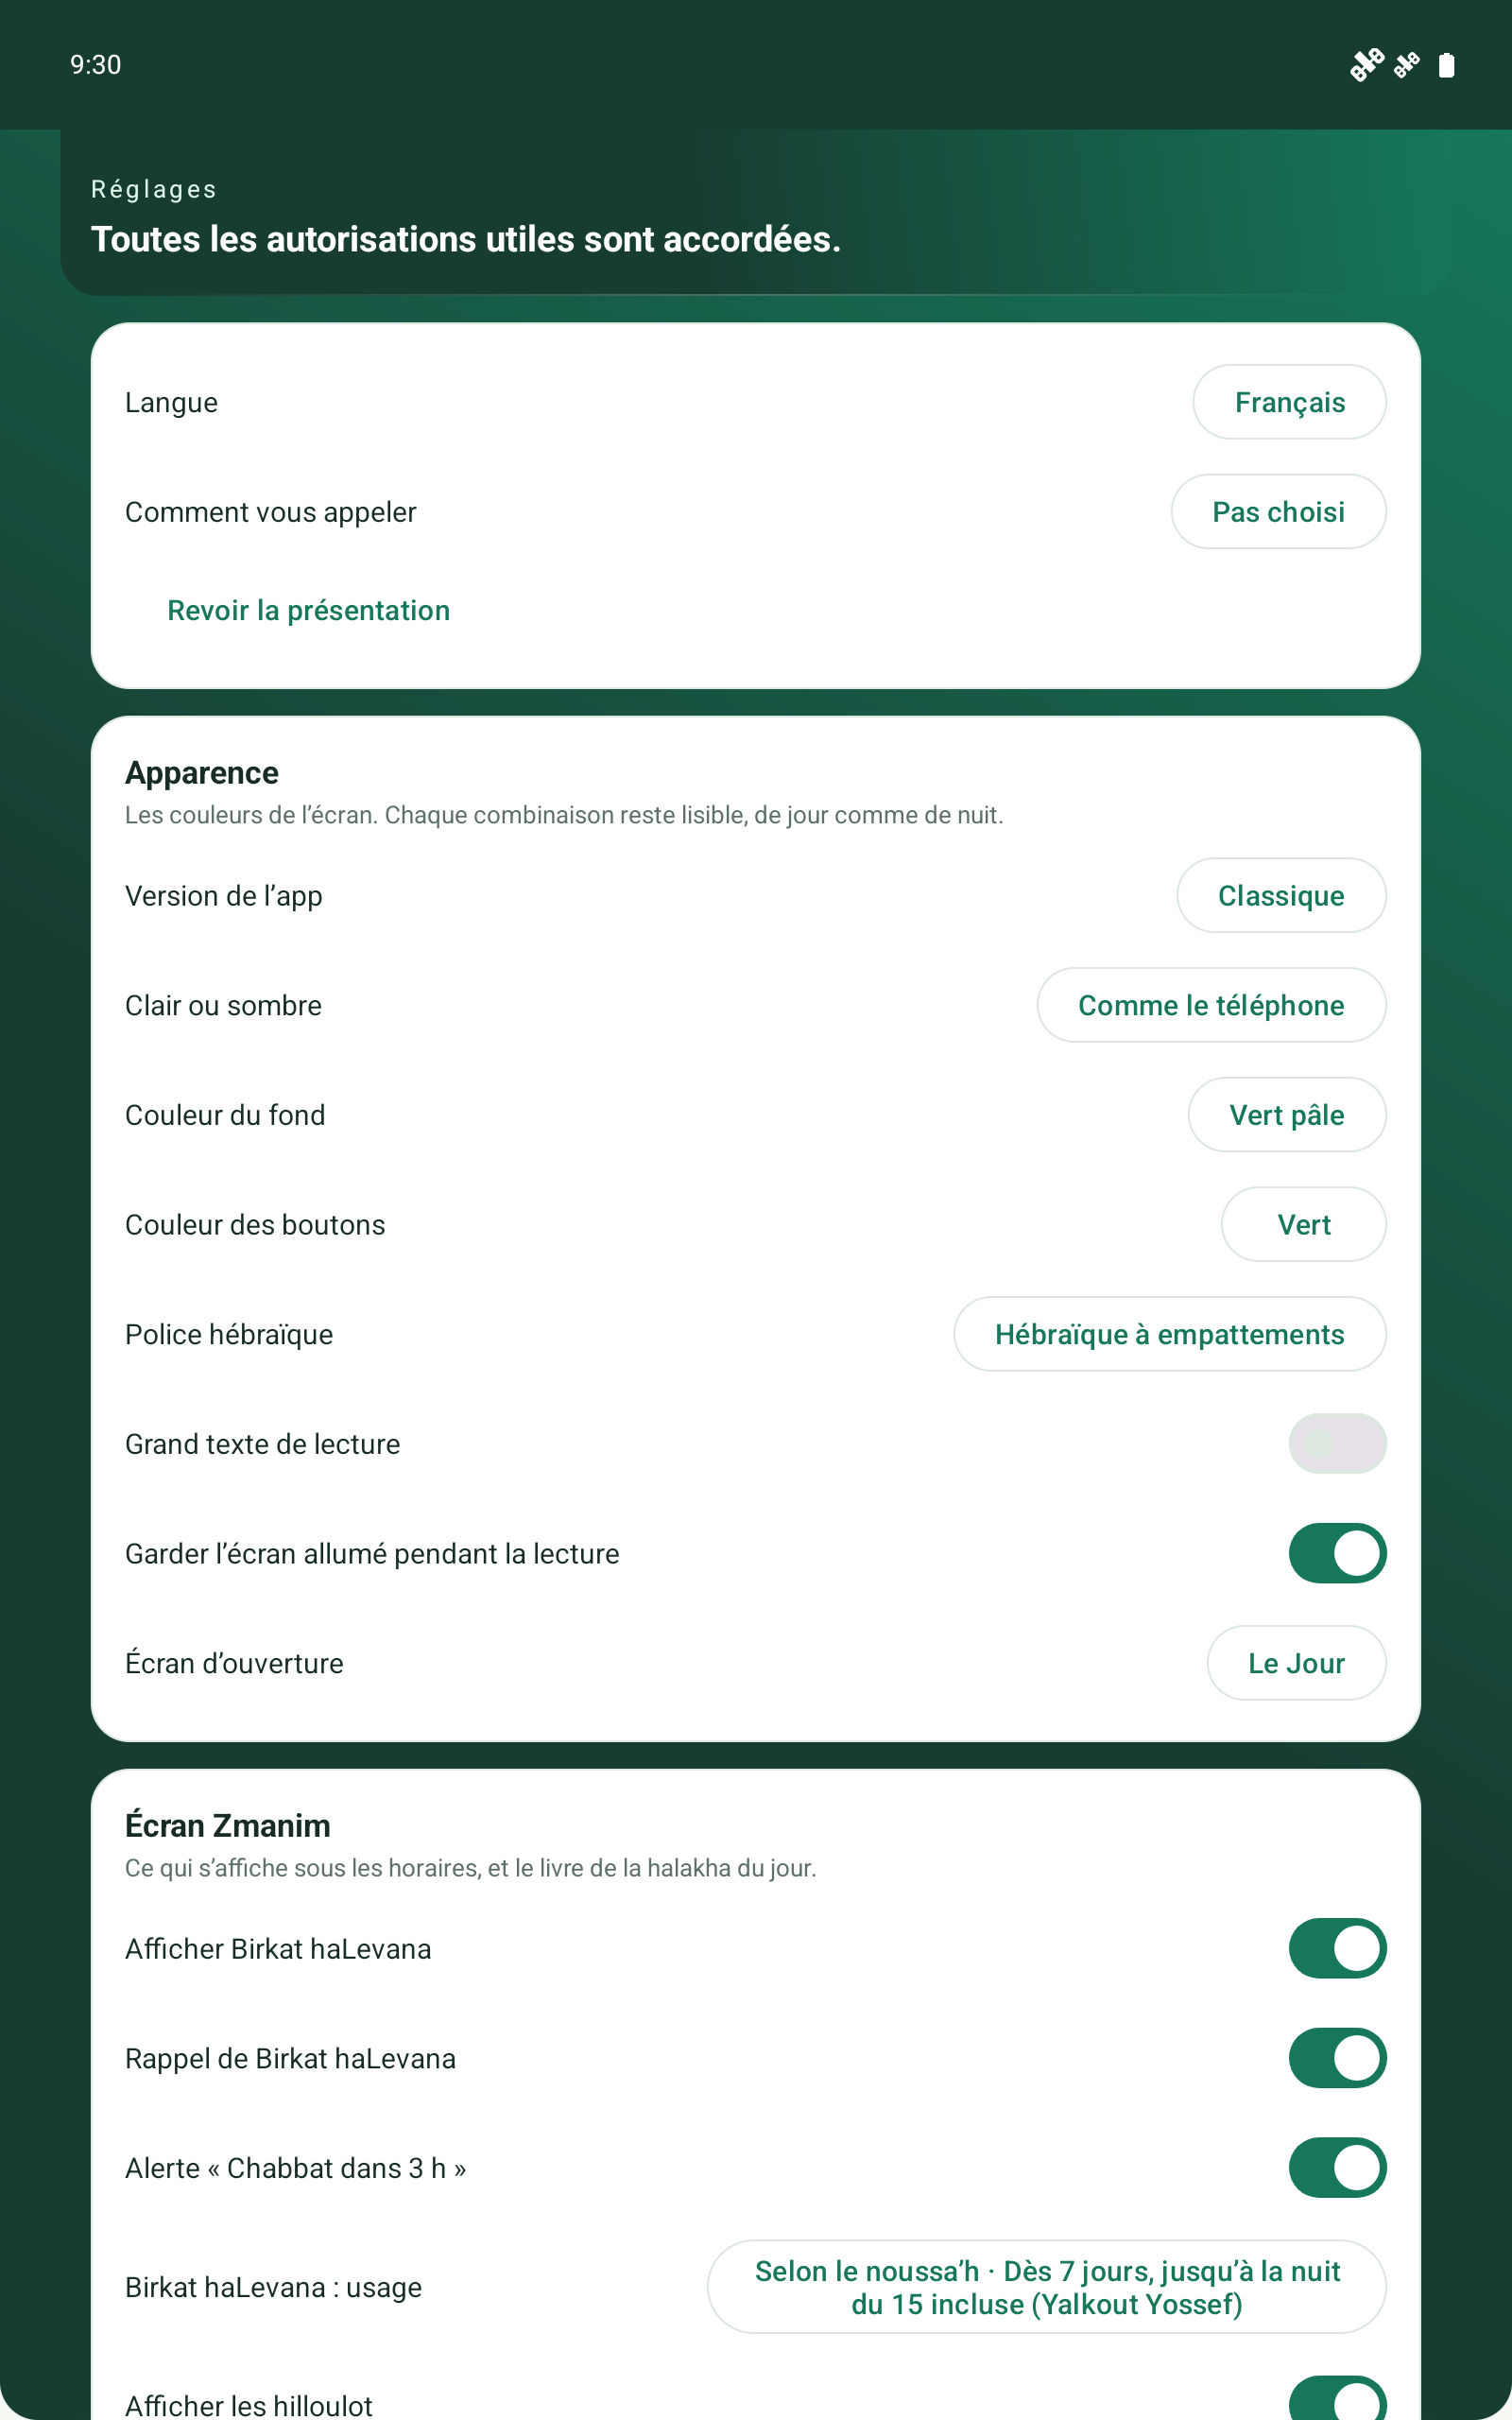 9:30
Réglages
Toutes les autorisations utiles sont accordées.
Langue
Français
Comment vous appeler
Pas choisi
Revoir la présentation
Apparence
Les couleurs de l’écran. Chaque combinaison reste lisible, de jour comme de nuit.
Version de l’app
Classique
Clair ou sombre
Comme le téléphone
Couleur du fond
Vert pâle
Couleur des boutons
Vert
Police hébraïque
Hébraïque à empattements
Grand texte de lecture
Garder l’écran allumé pendant la lecture
Écran d’ouverture
Le Jour
Écran Zmanim
Ce qui s’affiche sous les horaires, et le livre de la halakha du jour.
Afficher Birkat haLevana
Rappel de Birkat haLevana
Alerte « Chabbat dans 3 h »
Birkat haLevana : usage
Selon le noussa’h · Dès 7 jours, jusqu’à la nuit
du 15 incluse (Yalkout Yossef)
Afficher les hilloulot